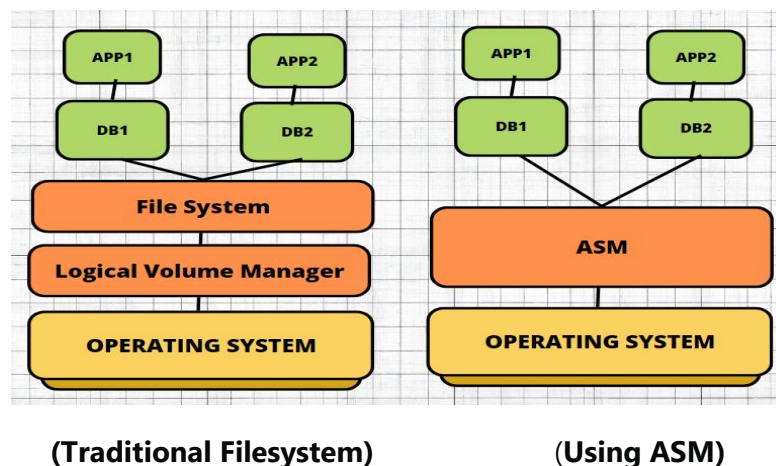 APP1
APP2
DB1
DB2
File System
Logical Volume Manager
OPERATING SYSTEM
(Traditional Filesystem)
APP1
APP2
DB1
DB2
ASM
OPERATING SYSTEM
(Using ASM)